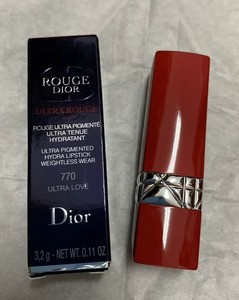 ROUGE
DIOR
ULTRA ROUGE
ROUGE ULTRA PIGMENTÉ
ULTRA TENUE
HYDRATANT
ULTRA PIGMENTED
HYDRA LIPSTICK
WEIGHTLESS WEAR
770
ULTRA LOVE
Dior
3,2 g - NET WT. 0.11 OZ